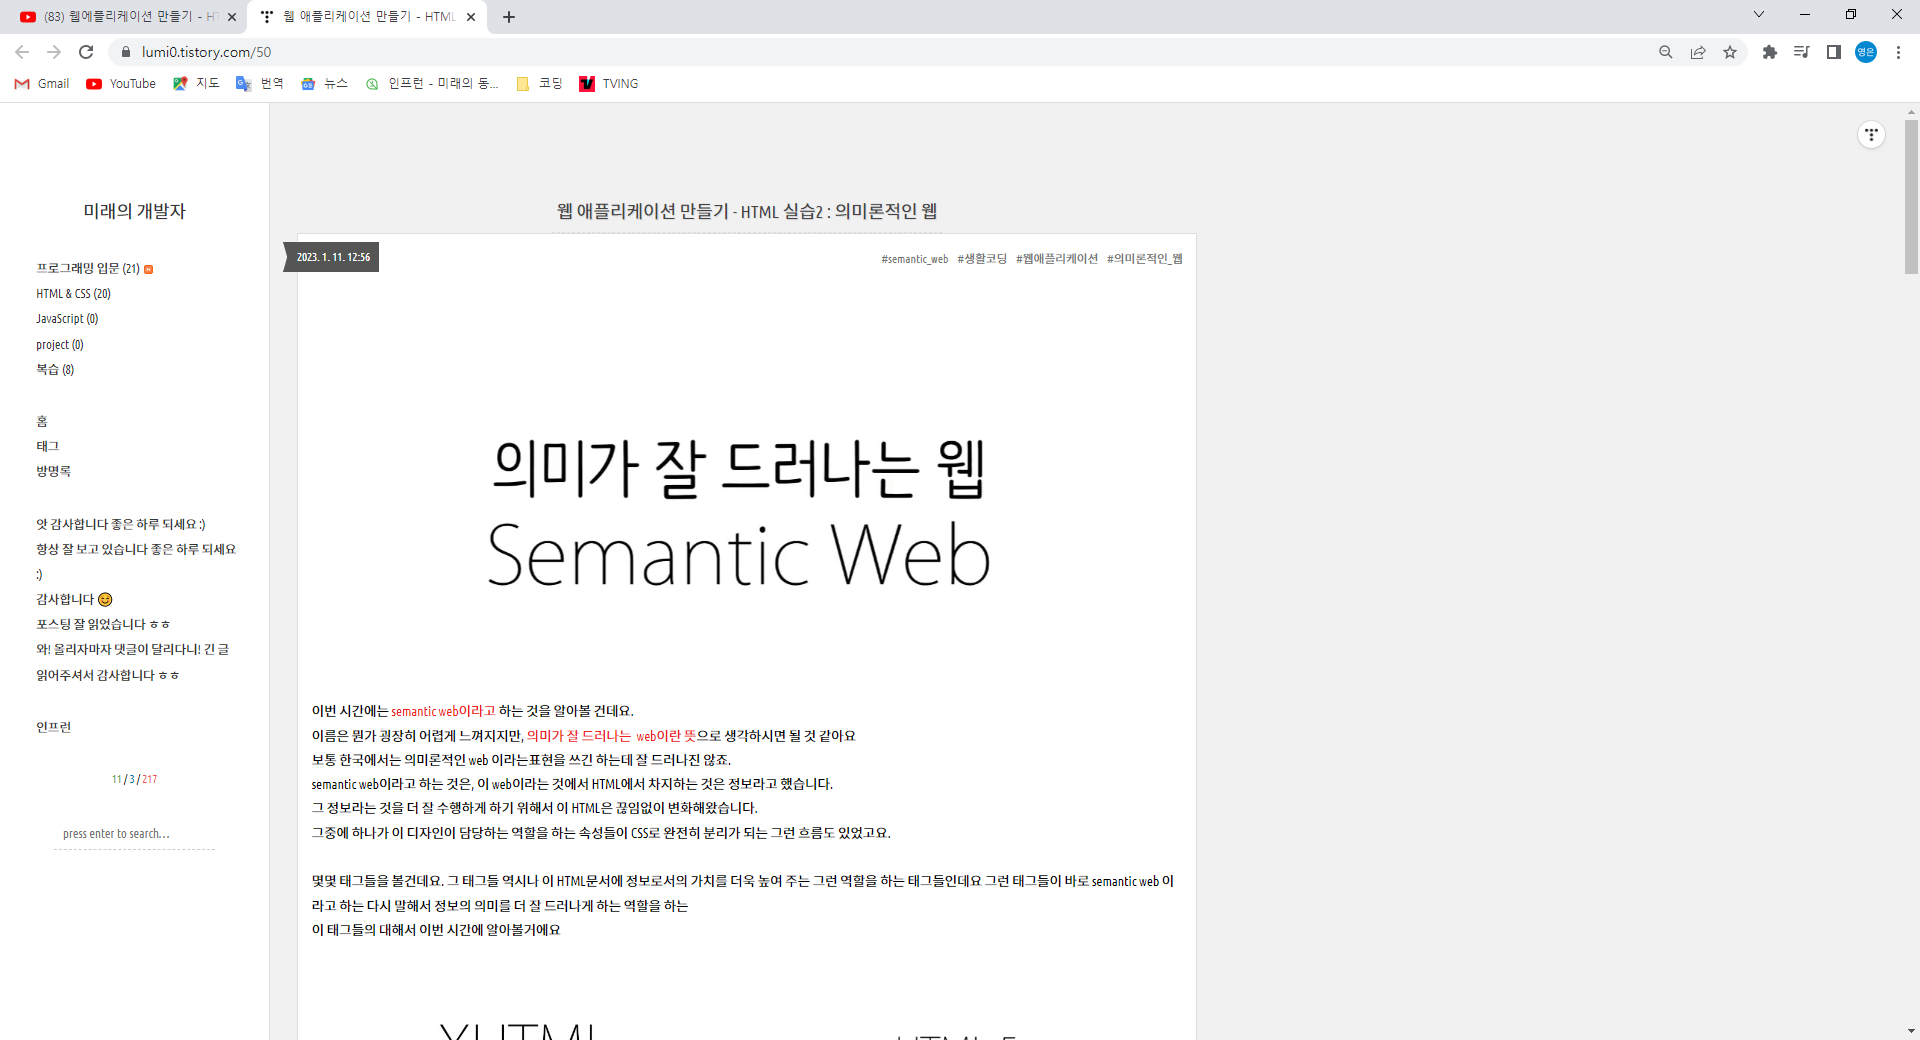 (83) 웹에플리케이션 만들기 - HT
웹 애플리케이션 만들기 - HTML
lumi0.tistory.com/50
영은
Gmail
YouTube
지도
번역
뉴스
인프런 - 미래의 동...
코딩
TVING
미래의 개발자
프로그래밍 입문 (21)
HTML & CSS (20)
JavaScript (0)
project (0)
복습 (8)
홈
태그
방명록
앗 감사합니다 좋은 하루 되세요 :)
항상 잘 보고 있습니다 좋은 하루 되세요
:)
감사합니다 😊
포스팅 잘 읽었습니다 ㅎㅎ
와! 올리자마자 댓글이 달리다니! 긴 글
읽어주셔서 감사합니다 ㅎㅎ
인프런
11 / 3 / 217
press enter to search...
웹 애플리케이션 만들기 - HTML 실습2 : 의미론적인 웹
2023. 1. 11. 12:56
#semantic_web #생활코딩 #웹애플리케이션 #의미론적인_웹
의미가 잘 드러나는 웹
Semantic Web
이번 시간에는 semantic web이라고 하는 것을 알아볼 건데요.
이름은 뭔가 굉장히 어렵게 느껴지지만, 의미가 잘 드러나는 web이란 뜻으로 생각하시면 될 것 같아요
보통 한국에서는 의미론적인 web 이라는표현을 쓰긴 하는데 잘 드러나진 않죠.
semantic web이라고 하는 것은, 이 web이라는 것에서 HTML에서 차지하는 것은 정보라고 했습니다.
그 정보라는 것을 더 잘 수행하게 하기 위해서 이 HTML은 끊임없이 변화해왔습니다.
그중에 하나가 이 디자인이 담당하는 역할을 하는 속성들이 CSS로 완전히 분리가 되는 그런 흐름도 있었고요.
몇몇 태그들을 볼건데요. 그 태그들 역시나 이 HTML문서에 정보로서의 가치를 더욱 높여 주는 그런 역할을 하는 태그들인데요 그런 태그들이 바로 semantic web 이
라고 하는 다시 말해서 정보의 의미를 더 잘 드러나게 하는 역할을 하는
이 태그들의 대해서 이번 시간에 알아볼거에요
XHTML